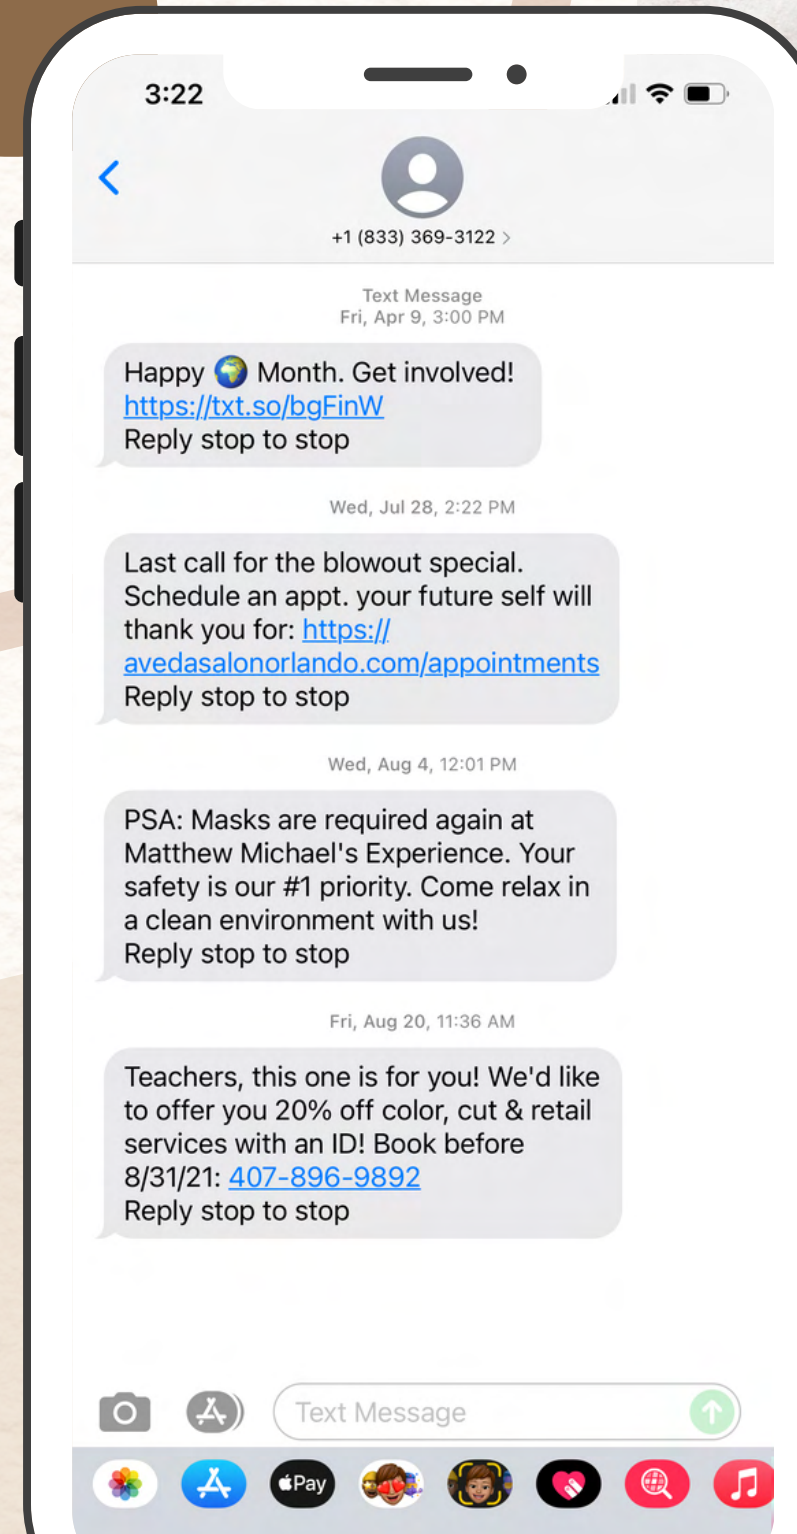 3:22
+1 (833) 369-3122 >
Text Message
Fri, Apr 9, 3:00 PM
Happy 🌍 Month. Get involved!
https://txt.so/bgFinW
Reply stop to stop
Wed, Jul 28, 2:22 PM
Last call for the blowout special.
Schedule an appt. your future self will
thank you for: https://
avedasalonorlando.com/appointments
Reply stop to stop
Wed, Aug 4, 12:01 PM
PSA: Masks are required again at
Matthew Michael's Experience. Your
safety is our #1 priority. Come relax in
a clean environment with us!
Reply stop to stop
Fri, Aug 20, 11:36 AM
Teachers, this one is for you! We'd like
to offer you 20% off color, cut & retail
services with an ID! Book before
8/31/21: 407-896-9892
Reply stop to stop
Text Message
Pay